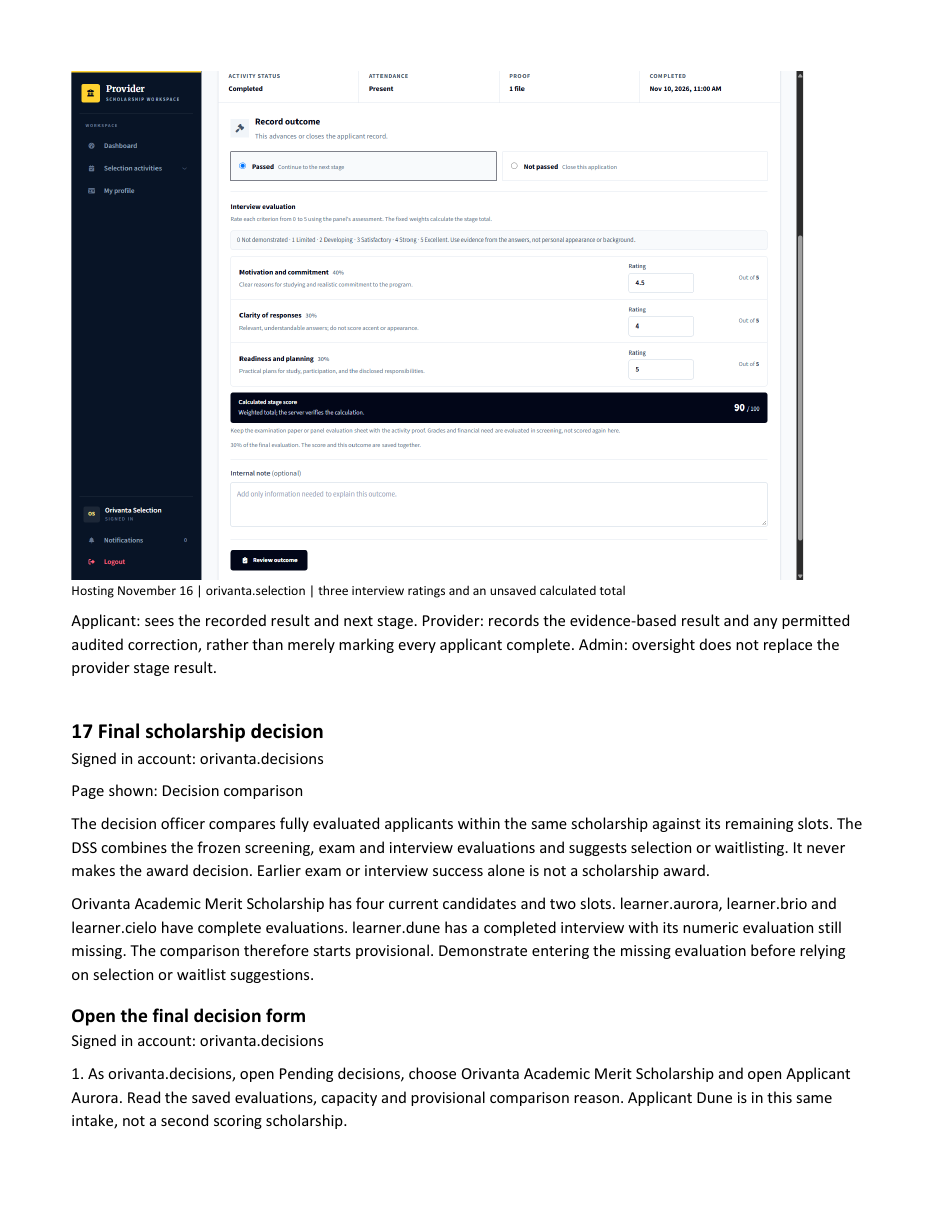 Provider
SCHOLARSHIP WORKSPACE
WORKSPACE
Dashboard
Selection activities
My profile
OS
Orivanta Selection
SIGNED IN
Notifications 0
Logout
ACTIVITY STATUS ATTENDANCE PROOF COMPLETED
Completed Present 1 file Nov 10, 2026, 11:00 AM
Record outcome
This advances or closes the applicant record.
Passed Continue to the next stage Not passed Close this application
Interview evaluation
Rate each criterion from 0 to 5 using the panel's assessment. The fixed weights calculate the stage total.
0 Not demonstrated · 1 Limited · 2 Developing · 3 Satisfactory · 4 Strong · 5 Excellent. Use evidence from the answers, not personal appearance or background.
Motivation and commitment 40%
Clear reasons for studying and realistic commitment to the program.
Rating
4.5
Out of 5
Clarity of responses 30%
Relevant, understandable answers; do not score accent or appearance.
Rating
4
Out of 5
Readiness and planning 30%
Practical plans for study, participation, and the disclosed responsibilities.
Rating
5
Out of 5
Calculated stage score
Weighted total; the server verifies the calculation.
90 / 100
Keep the examination paper or panel evaluation sheet with the activity proof. Grades and financial need are evaluated in screening, not scored again here.
30% of the final evaluation. The score and this outcome are saved together.
Internal note (optional)
Add only information needed to explain this outcome.
Review outcome
Hosting November 16 | orivanta.selection | three interview ratings and an unsaved calculated total
Applicant: sees the recorded result and next stage. Provider: records the evidence-based result and any permitted
audited correction, rather than merely marking every applicant complete. Admin: oversight does not replace the
provider stage result.
17 Final scholarship decision
Signed in account: orivanta.decisions
Page shown: Decision comparison
The decision officer compares fully evaluated applicants within the same scholarship against its remaining slots. The
DSS combines the frozen screening, exam and interview evaluations and suggests selection or waitlisting. It never
makes the award decision. Earlier exam or interview success alone is not a scholarship award.
Orivanta Academic Merit Scholarship has four current candidates and two slots. learner.aurora, learner.brio and
learner.cielo have complete evaluations. learner.dune has a completed interview with its numeric evaluation still
missing. The comparison therefore starts provisional. Demonstrate entering the missing evaluation before relying
on selection or waitlist suggestions.
Open the final decision form
Signed in account: orivanta.decisions
1. As orivanta.decisions, open Pending decisions, choose Orivanta Academic Merit Scholarship and open Applicant
Aurora. Read the saved evaluations, capacity and provisional comparison reason. Applicant Dune is in this same
intake, not a second scoring scholarship.